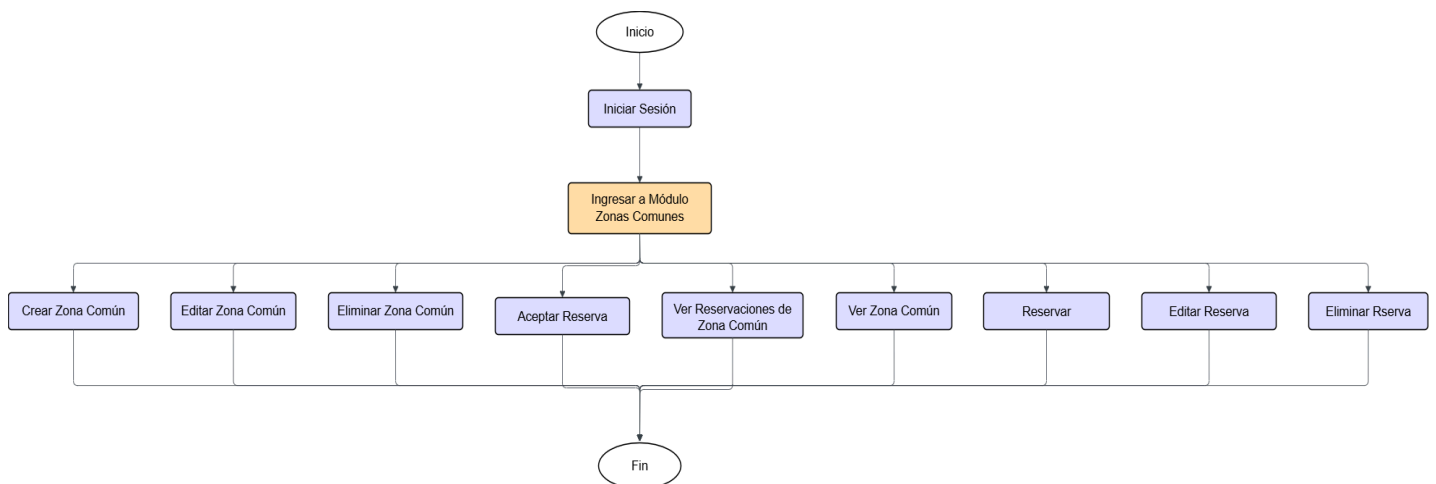 Inicio
Iniciar Sesión
Ingresar a Módulo
Zonas Comunes
Crear Zona Común
Editar Zona Común
Eliminar Zona Común
Aceptar Reserva
Ver Reservaciones de
Zona Común
Ver Zona Común
Reservar
Editar Reserva
Eliminar Rserva
Fin